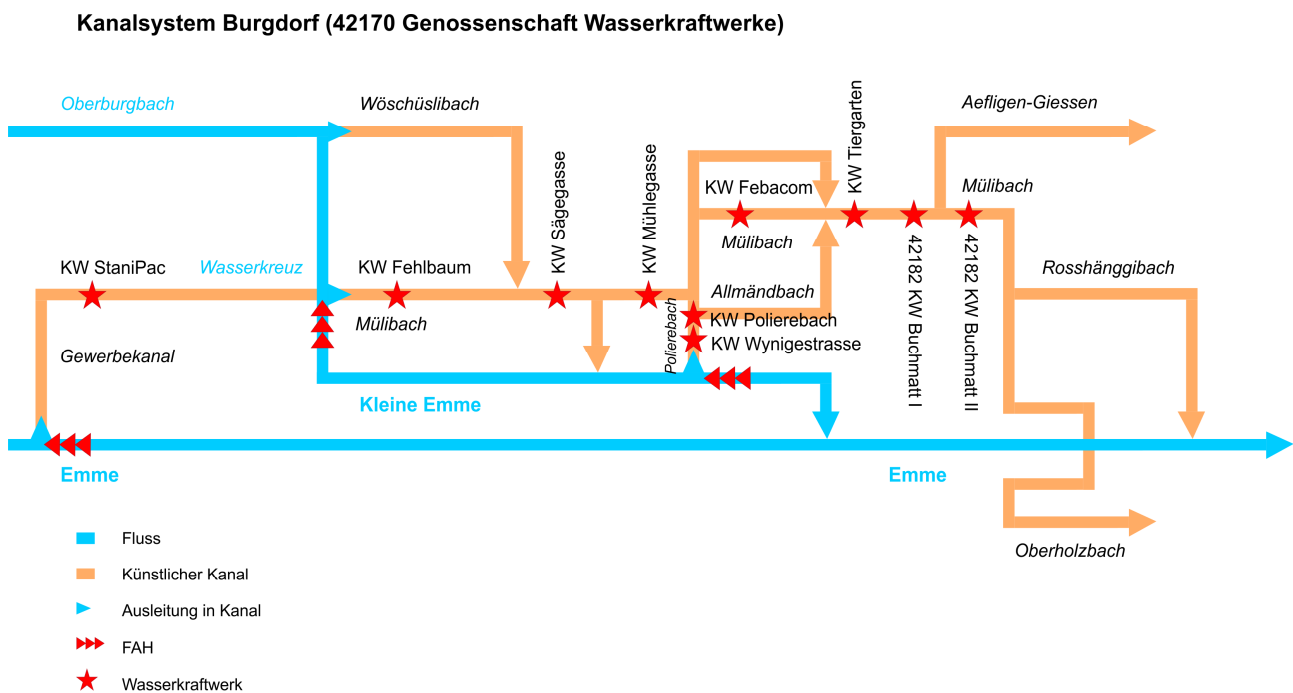 Kanalsystem Burgdorf (42170 Genossenschaft Wasserkraftwerke)
Oberburgbach
Wöschüslibach
KW Sägegasse
KW Mühlegasse
KW Tiergarten
Aefligen-Giessen
KW Febacom
Mülibach
Mülibach
KW StaniPac
Wasserkreuz
KW Fehlbaum
Mülibach
Allmändbach
Rosshänggibach
Gewerbekanal
Polierebach
KW Polierebach
KW Wynigestrasse
42182 KW Buchmatt I
42182 KW Buchmatt II
Kleine Emme
Emme
Emme
Oberholzbach
Fluss
Künstlicher Kanal
Ausleitung in Kanal
FAH
Wasserkraftwerk